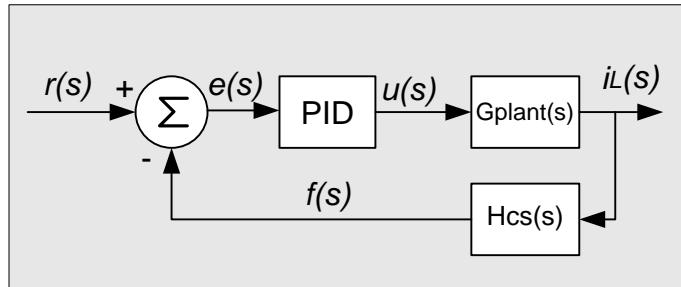 r(s)
+
Σ
-
e(s)
PID
u(s)
Gplant(s)
iL(s)
f(s)
Hcs(s)